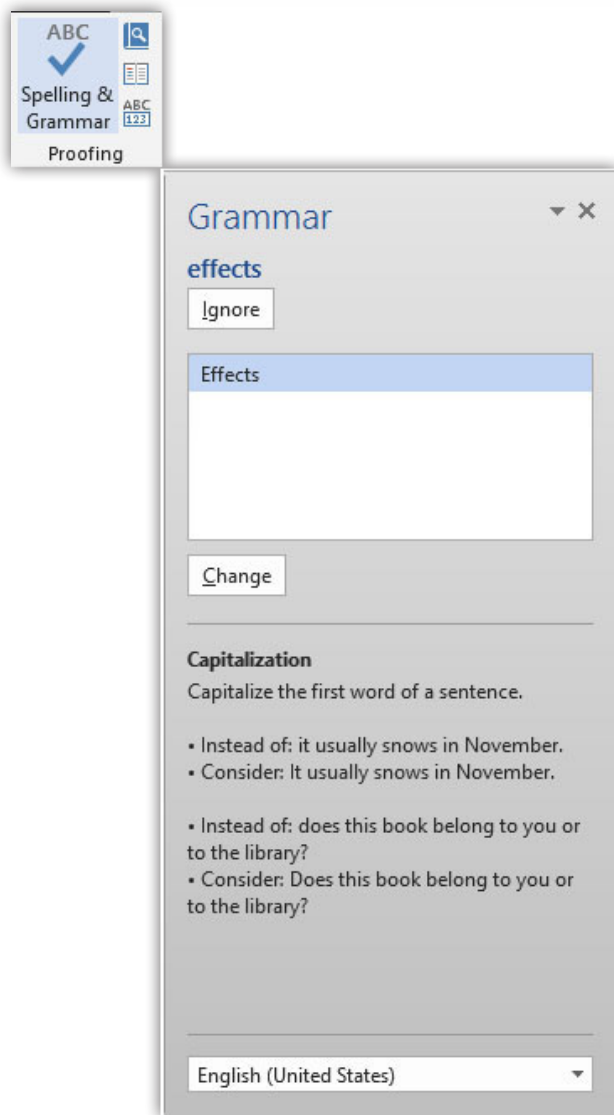 ABC
Spelling &
Grammar
ABC
123
Proofing
Grammar
effects
Ignore
Effects
Change
Capitalization
Capitalize the first word of a sentence.
• Instead of: it usually snows in November.
• Consider: It usually snows in November.
• Instead of: does this book belong to you or
to the library?
• Consider: Does this book belong to you or
to the library?
English (United States)